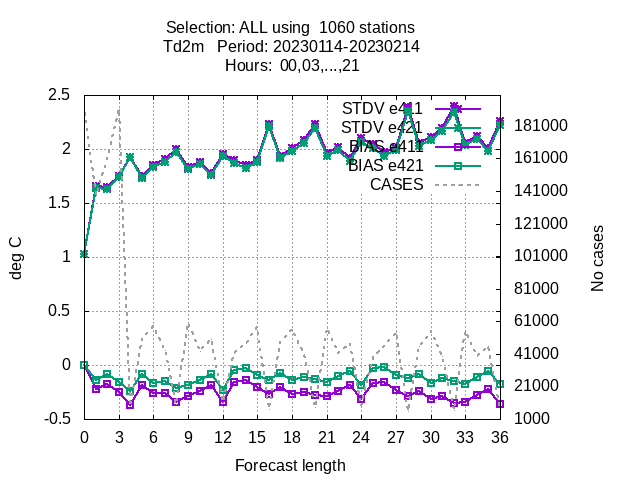 Selection: ALL using  1060 stations
Td2m   Period: 20230114-20230214
Hours:  00,03,...,21
STDV e411
STDV e421
BIAS e411
BIAS e421
CASES
2.5
2
1.5
1
0.5
0
-0.5
deg C
181000
161000
141000
121000
101000
81000
61000
41000
21000
1000
No cases
0 3 6 9 12 15 18 21 24 27 30 33 36
Forecast length